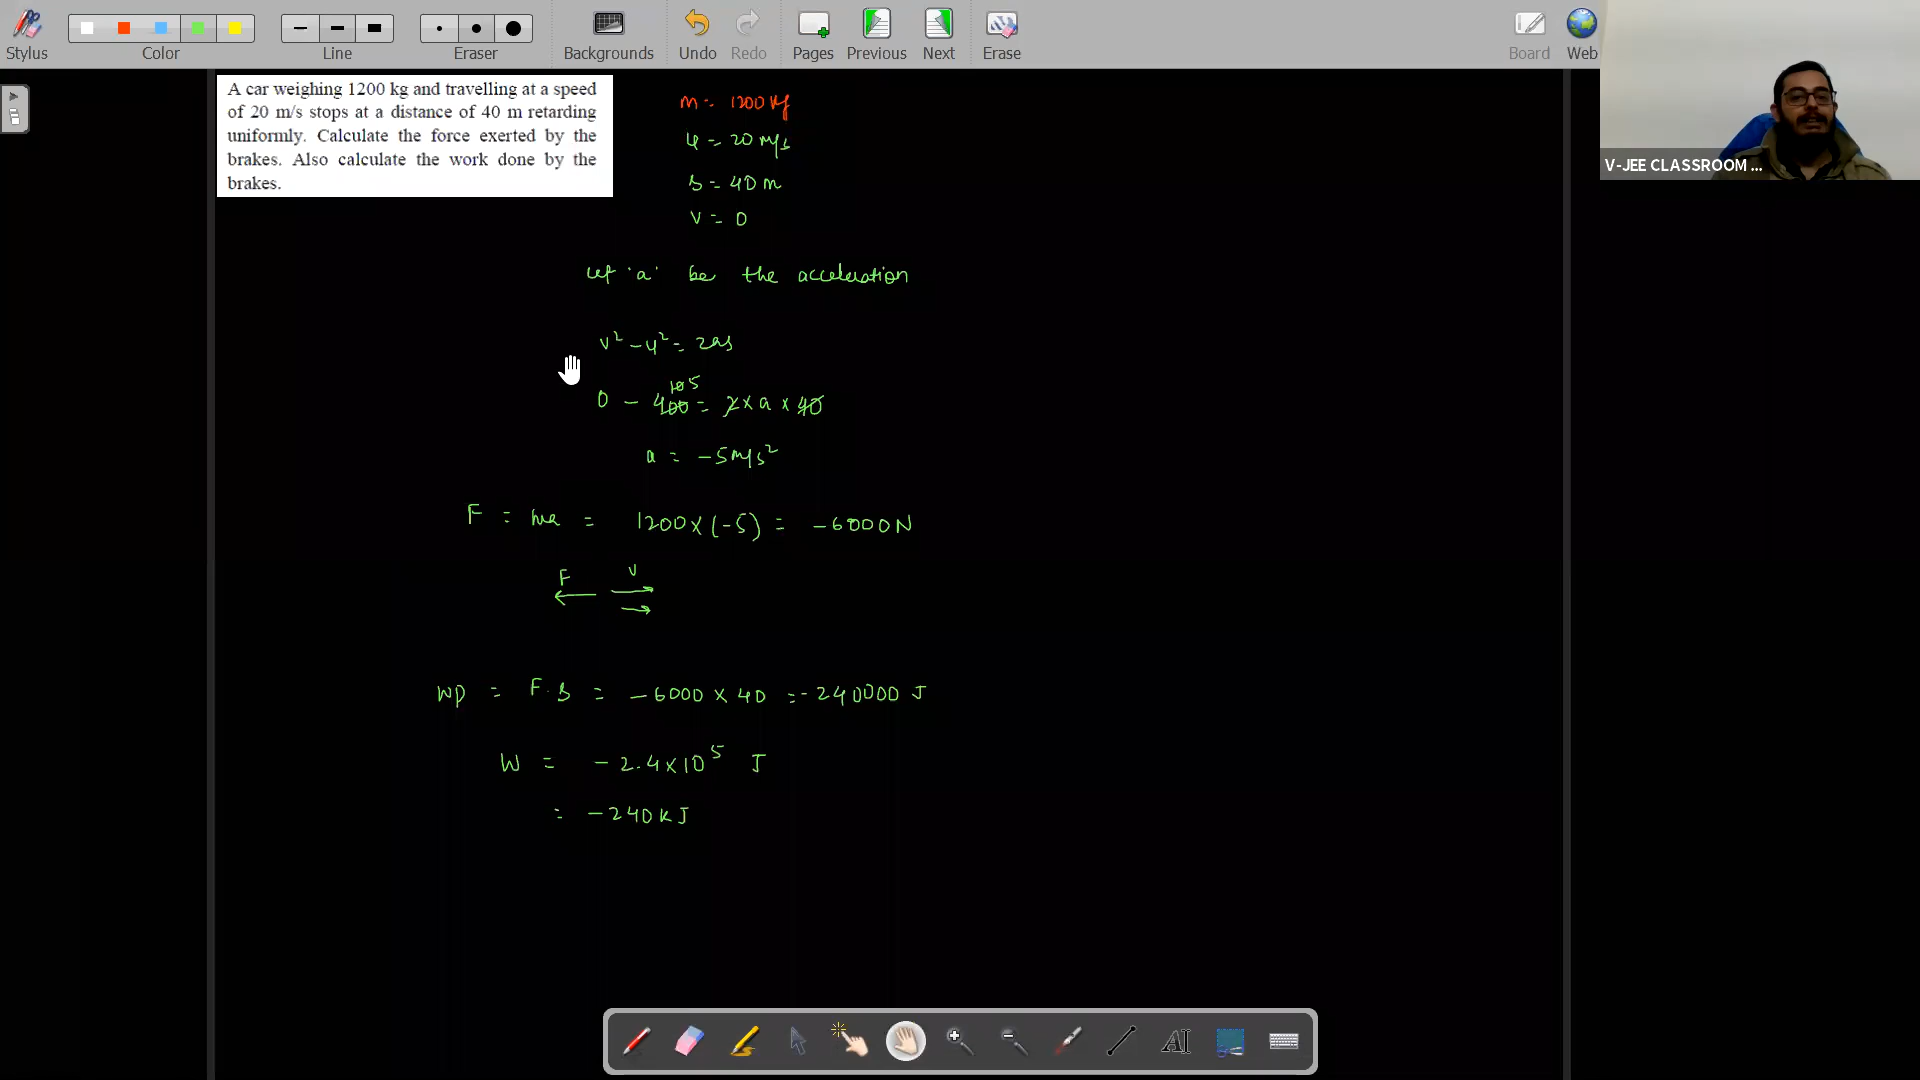 Stylus Color Line Eraser Backgrounds Undo Redo Pages Previous Next Erase Board Web
A car weighing 1200 kg and travelling at a speed
of 20 m/s stops at a distance of 40 m retarding
uniformly. Calculate the force exerted by the
brakes. Also calculate the work done by the
brakes.
V-JEE CLASSROOM ...
m = 1200 kg
u = 20 m/s
s = 40 m
v = 0
Let 'a' be the acceleration
v² - u² = 2as
10 5
0 - 400 = 2 x a x 40
a = -5 m/s²
F = ma = 1200 x (-5) = -6000N
F v
WD = F.s = -6000 x 40 = -240000 J
W = -2.4 x 10⁵ J
= -240 KJ
AI